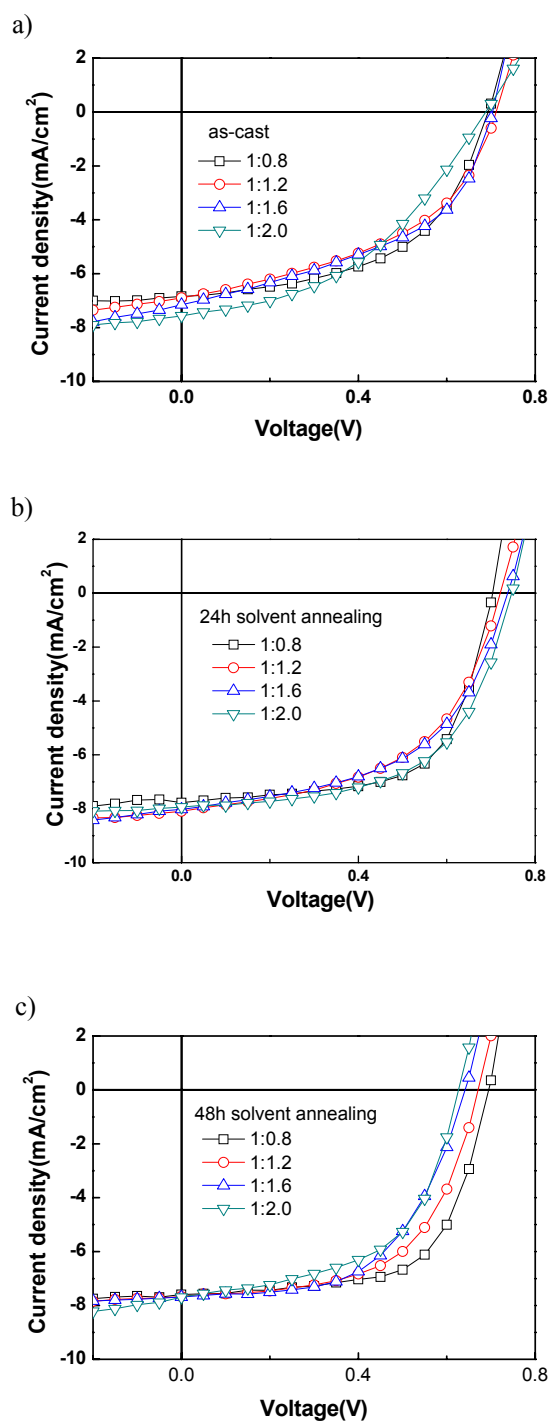 a)
2
0
-2
-4
-6
-8
-10
Current density(mA/cm²)
as-cast
1:0.8
1:1.2
1:1.6
1:2.0
0.0 0.4 0.8
Voltage(V)
b)
2
0
-2
-4
-6
-8
-10
Current density(mA/cm²)
24h solvent annealing
1:0.8
1:1.2
1:1.6
1:2.0
0.0 0.4 0.8
Voltage(V)
c)
2
0
-2
-4
-6
-8
-10
Current density(mA/cm²)
48h solvent annealing
1:0.8
1:1.2
1:1.6
1:2.0
0.0 0.4 0.8
Voltage(V)